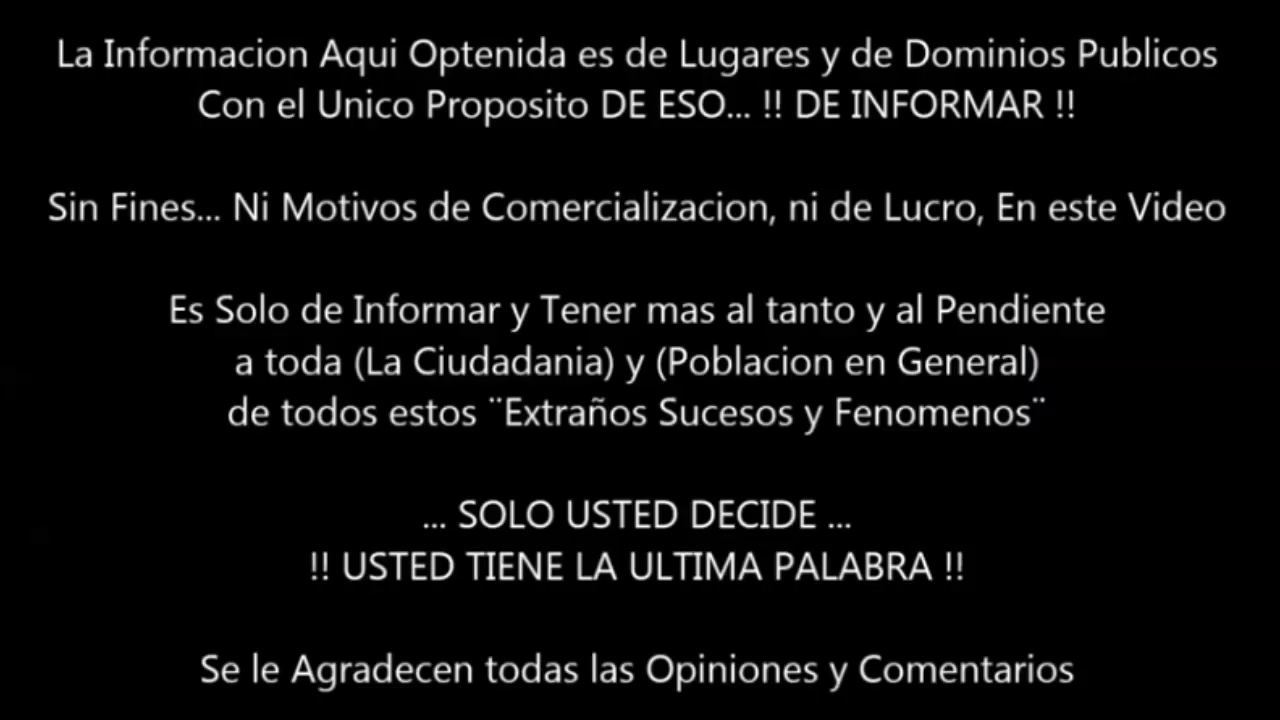 La Informacion Aqui Optenida es de Lugares y de Dominios Publicos
Con el Unico Proposito DE ESO... !! DE INFORMAR !!
Sin Fines... Ni Motivos de Comercializacion, ni de Lucro, En este Video
Es Solo de Informar y Tener mas al tanto y al Pendiente
a toda (La Ciudadania) y (Poblacion en General)
de todos estos ¨Extraños Sucesos y Fenomenos¨
... SOLO USTED DECIDE ...
!! USTED TIENE LA ULTIMA PALABRA !!
Se le Agradecen todas las Opiniones y Comentarios